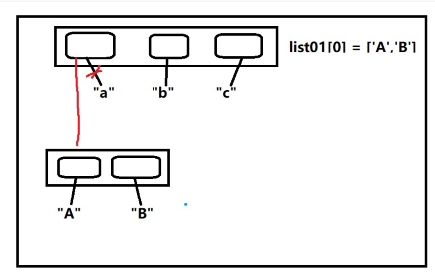 list01[0] = ['A','B']
"a" "b" "c"
"A" "B"